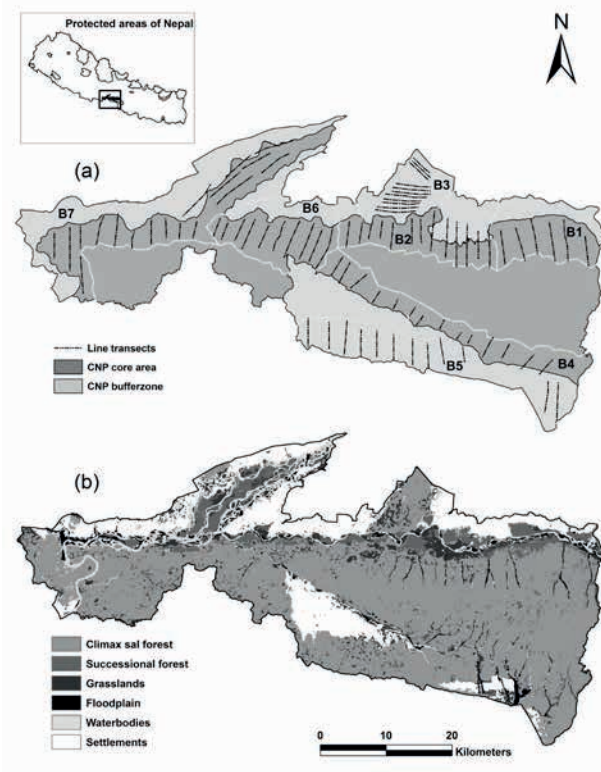 Protected areas of Nepal
N
(a)
B3
B7
B6
B2
B1
Line transects
CNP core area
CNP bufferzone
B5
B4
(b)
Climax sal forest
Successional forest
Grasslands
Floodplain
Waterbodies
Settlements
0 10 20
Kilometers